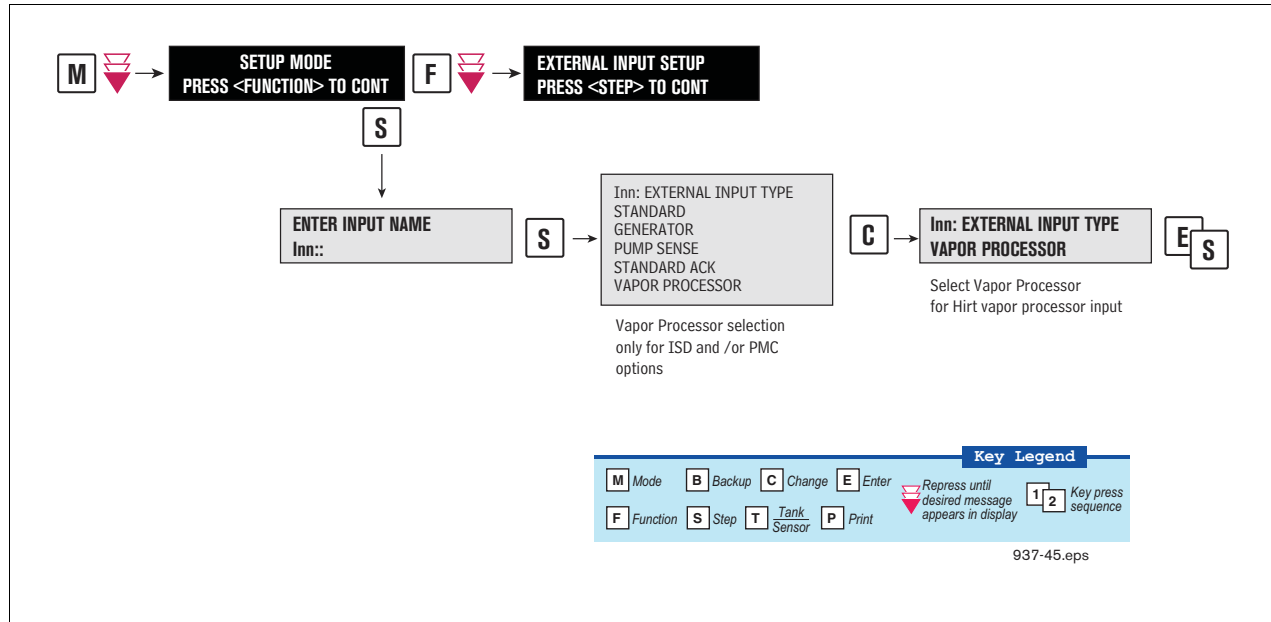 M
SETUP MODE
PRESS <FUNCTION> TO CONT
F
EXTERNAL INPUT SETUP
PRESS <STEP> TO CONT
S
ENTER INPUT NAME
Inn::
S
Inn: EXTERNAL INPUT TYPE
STANDARD
GENERATOR
PUMP SENSE
STANDARD ACK
VAPOR PROCESSOR
Vapor Processor selection
only for ISD and /or PMC
options
C
Inn: EXTERNAL INPUT TYPE
VAPOR PROCESSOR
Select Vapor Processor
for Hirt vapor processor input
E
S
Key Legend
M Mode B Backup C Change E Enter
F Function S Step T Tank
Sensor P Print
Repress until
desired message
appears in display
1 2 Key press
sequence
937-45.eps